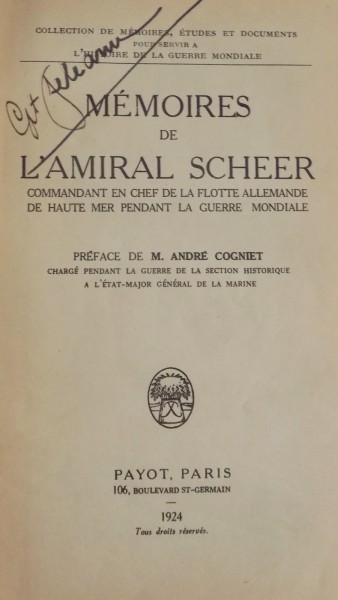 COLLECTION DE MÉMOIRES, ÉTUDES ET DOCUMENTS
POUR SERVIR A
L'HISTOIRE DE LA GUERRE MONDIALE
MÉMOIRES
DE
L'AMIRAL SCHEER
COMMANDANT EN CHEF DE LA FLOTTE ALLEMANDE
DE HAUTE MER PENDANT LA GUERRE MONDIALE
PRÉFACE DE M. ANDRÉ COGNIET
CHARGÉ PENDANT LA GUERRE DE LA SECTION HISTORIQUE
A L'ÉTAT-MAJOR GÉNÉRAL DE LA MARINE
PAYOT, PARIS
106, BOULEVARD ST-GERMAIN
1924
Tous droits réservés.